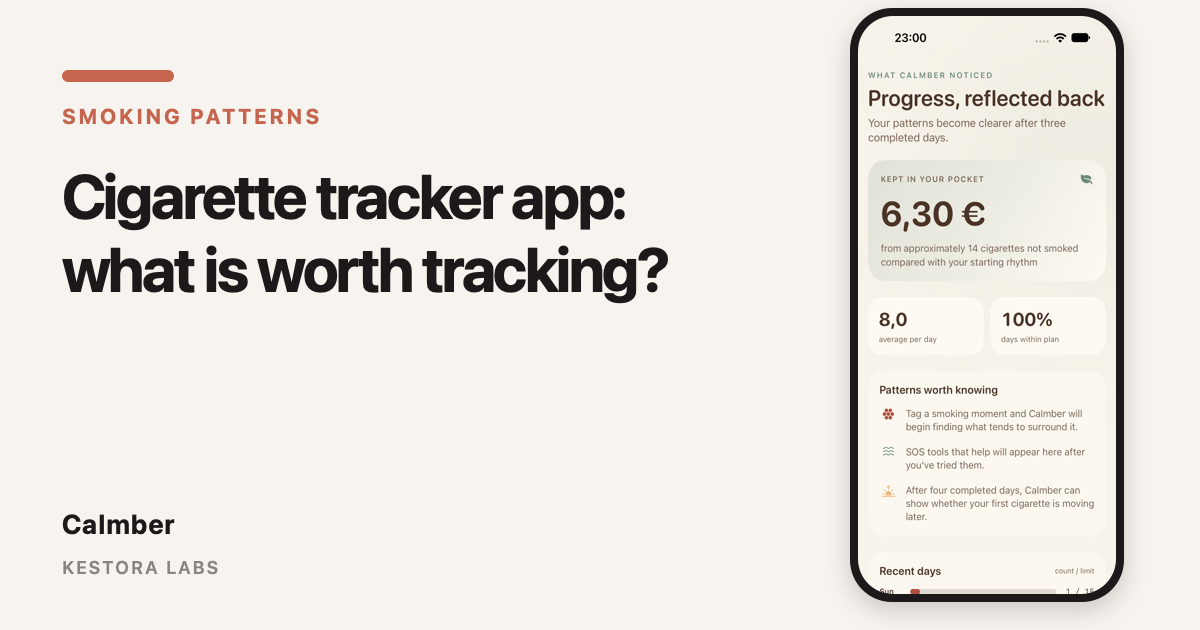 SMOKING PATTERNS
Cigarette tracker app:
what is worth tracking?
Calmber
KESTORA LABS
23:00
WHAT CALMBER NOTICED
Progress, reflected back
Your patterns become clearer after three
completed days.
KEPT IN YOUR POCKET
6,30 €
from approximately 14 cigarettes not smoked
compared with your starting rhythm
8,0
average per day
100%
days within plan
Patterns worth knowing
Tag a smoking moment and Calmber will
begin finding what tends to surround it.
SOS tools that help will appear here after
you've tried them.
After four completed days, Calmber can
show whether your first cigarette is moving
later.
Recent days
count / limit
Sun
1 / 15